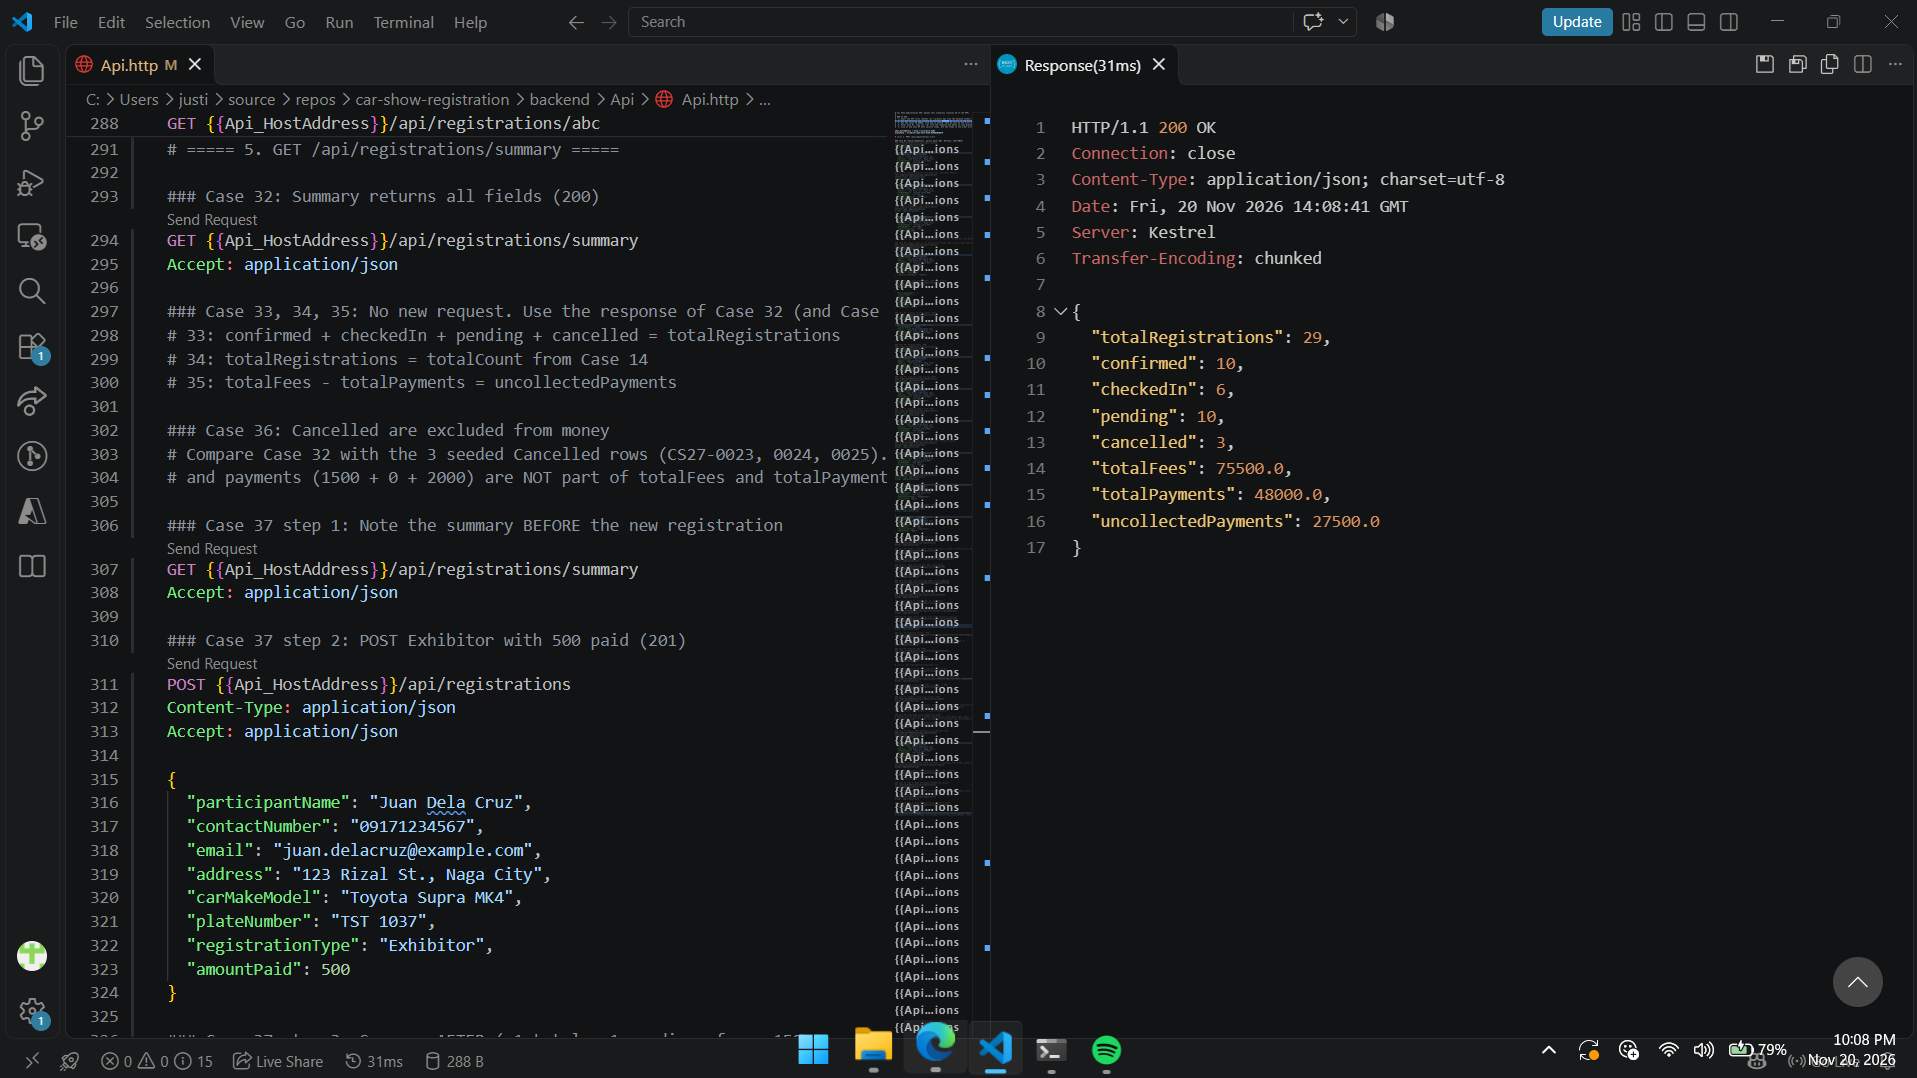 File Edit Selection View Go Run Terminal Help
Search
Update
Api.http M
Response(31ms)
C: > Users > justi > source > repos > car-show-registration > backend > Api > Api.http > ...
288 GET {{Api_HostAddress}}/api/registrations/abc
291 # ===== 5. GET /api/registrations/summary =====
292
293 ### Case 32: Summary returns all fields (200)
Send Request
294 GET {{Api_HostAddress}}/api/registrations/summary
295 Accept: application/json
296
297 ### Case 33, 34, 35: No new request. Use the response of Case 32 (and Case
298 # 33: confirmed + checkedIn + pending + cancelled = totalRegistrations
299 # 34: totalRegistrations = totalCount from Case 14
300 # 35: totalFees - totalPayments = uncollectedPayments
301
302 ### Case 36: Cancelled are excluded from money
303 # Compare Case 32 with the 3 seeded Cancelled rows (CS27-0023, 0024, 0025).
304 # and payments (1500 + 0 + 2000) are NOT part of totalFees and totalPayment
305
306 ### Case 37 step 1: Note the summary BEFORE the new registration
Send Request
307 GET {{Api_HostAddress}}/api/registrations/summary
308 Accept: application/json
309
310 ### Case 37 step 2: POST Exhibitor with 500 paid (201)
Send Request
311 POST {{Api_HostAddress}}/api/registrations
312 Content-Type: application/json
313 Accept: application/json
314
315 {
316 "participantName": "Juan Dela Cruz",
317 "contactNumber": "09171234567",
318 "email": "juan.delacruz@example.com",
319 "address": "123 Rizal St., Naga City",
320 "carMakeModel": "Toyota Supra MK4",
321 "plateNumber": "TST 1037",
322 "registrationType": "Exhibitor",
323 "amountPaid": 500
324 }
325
1 HTTP/1.1 200 OK
2 Connection: close
3 Content-Type: application/json; charset=utf-8
4 Date: Fri, 20 Nov 2026 14:08:41 GMT
5 Server: Kestrel
6 Transfer-Encoding: chunked
7
8 {
9 "totalRegistrations": 29,
10 "confirmed": 10,
11 "checkedIn": 6,
12 "pending": 10,
13 "cancelled": 3,
14 "totalFees": 75500.0,
15 "totalPayments": 48000.0,
16 "uncollectedPayments": 27500.0
17 }
0 0 15 Live Share 31ms 288 B
79%
10:08 PM
Nov 20, 2026